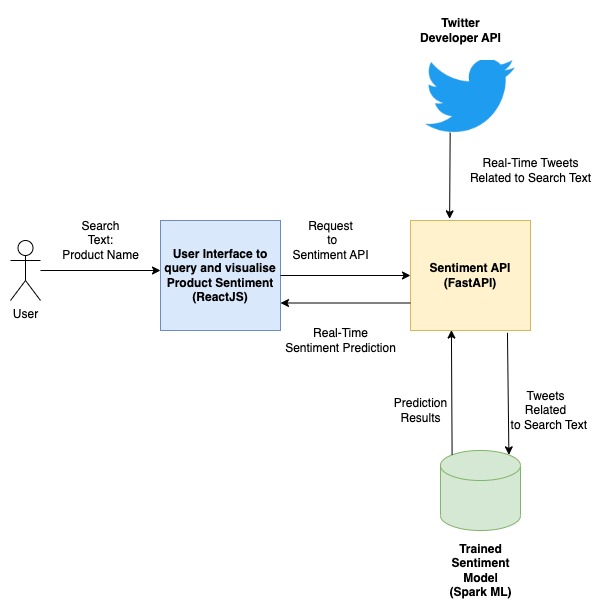 Twitter
Developer API
Real-Time Tweets
Related to Search Text
Search
Text:
Product Name
User
User Interface to
query and visualise
Product Sentiment
(ReactJS)
Request
to
Sentiment API
Real-Time
Sentiment Prediction
Sentiment API
(FastAPI)
Prediction
Results
Tweets
Related
to Search Text
Trained
Sentiment
Model
(Spark ML)